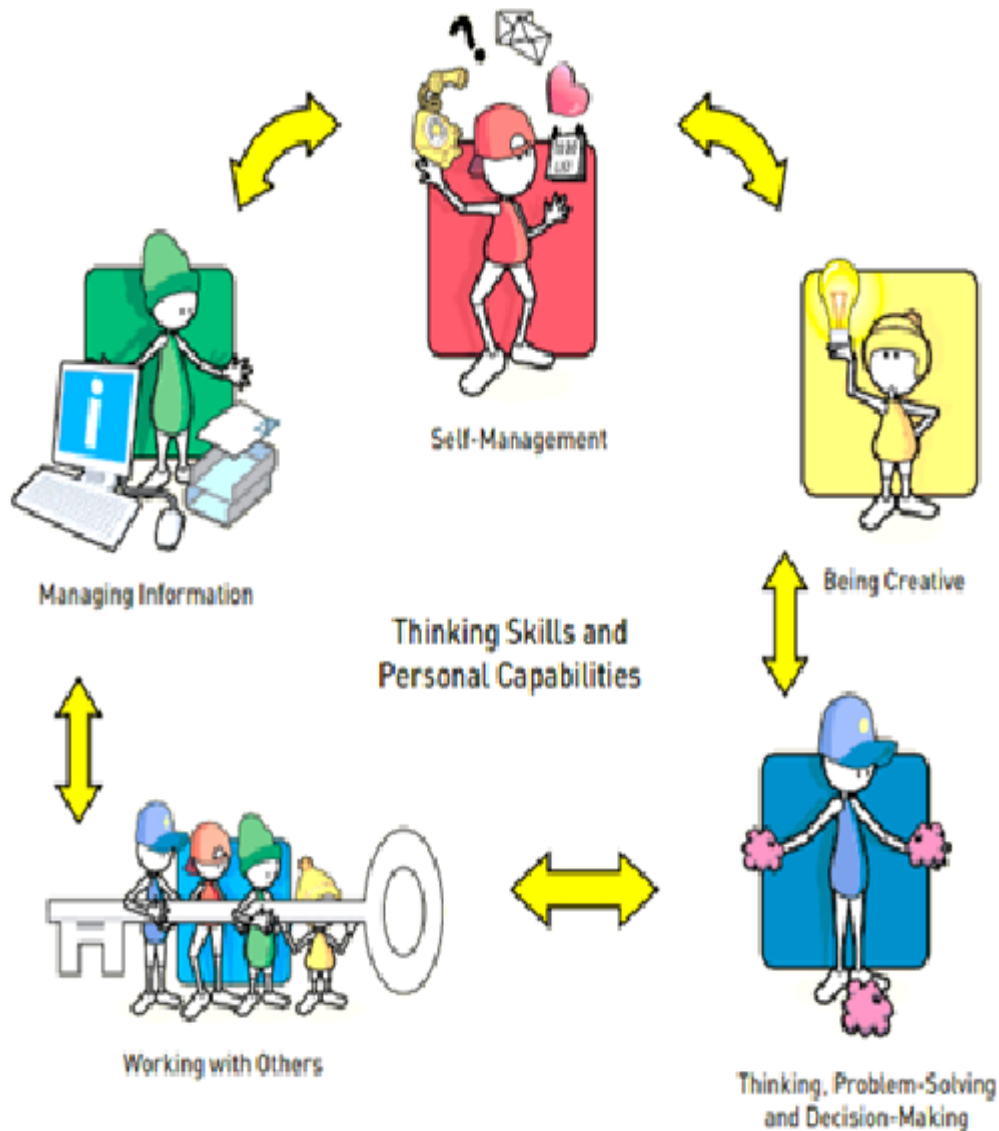 ?
Self-Management
i
Managing Information
Being Creative
Thinking Skills and
Personal Capabilities
Working with Others
Thinking, Problem-Solving
and Decision-Making